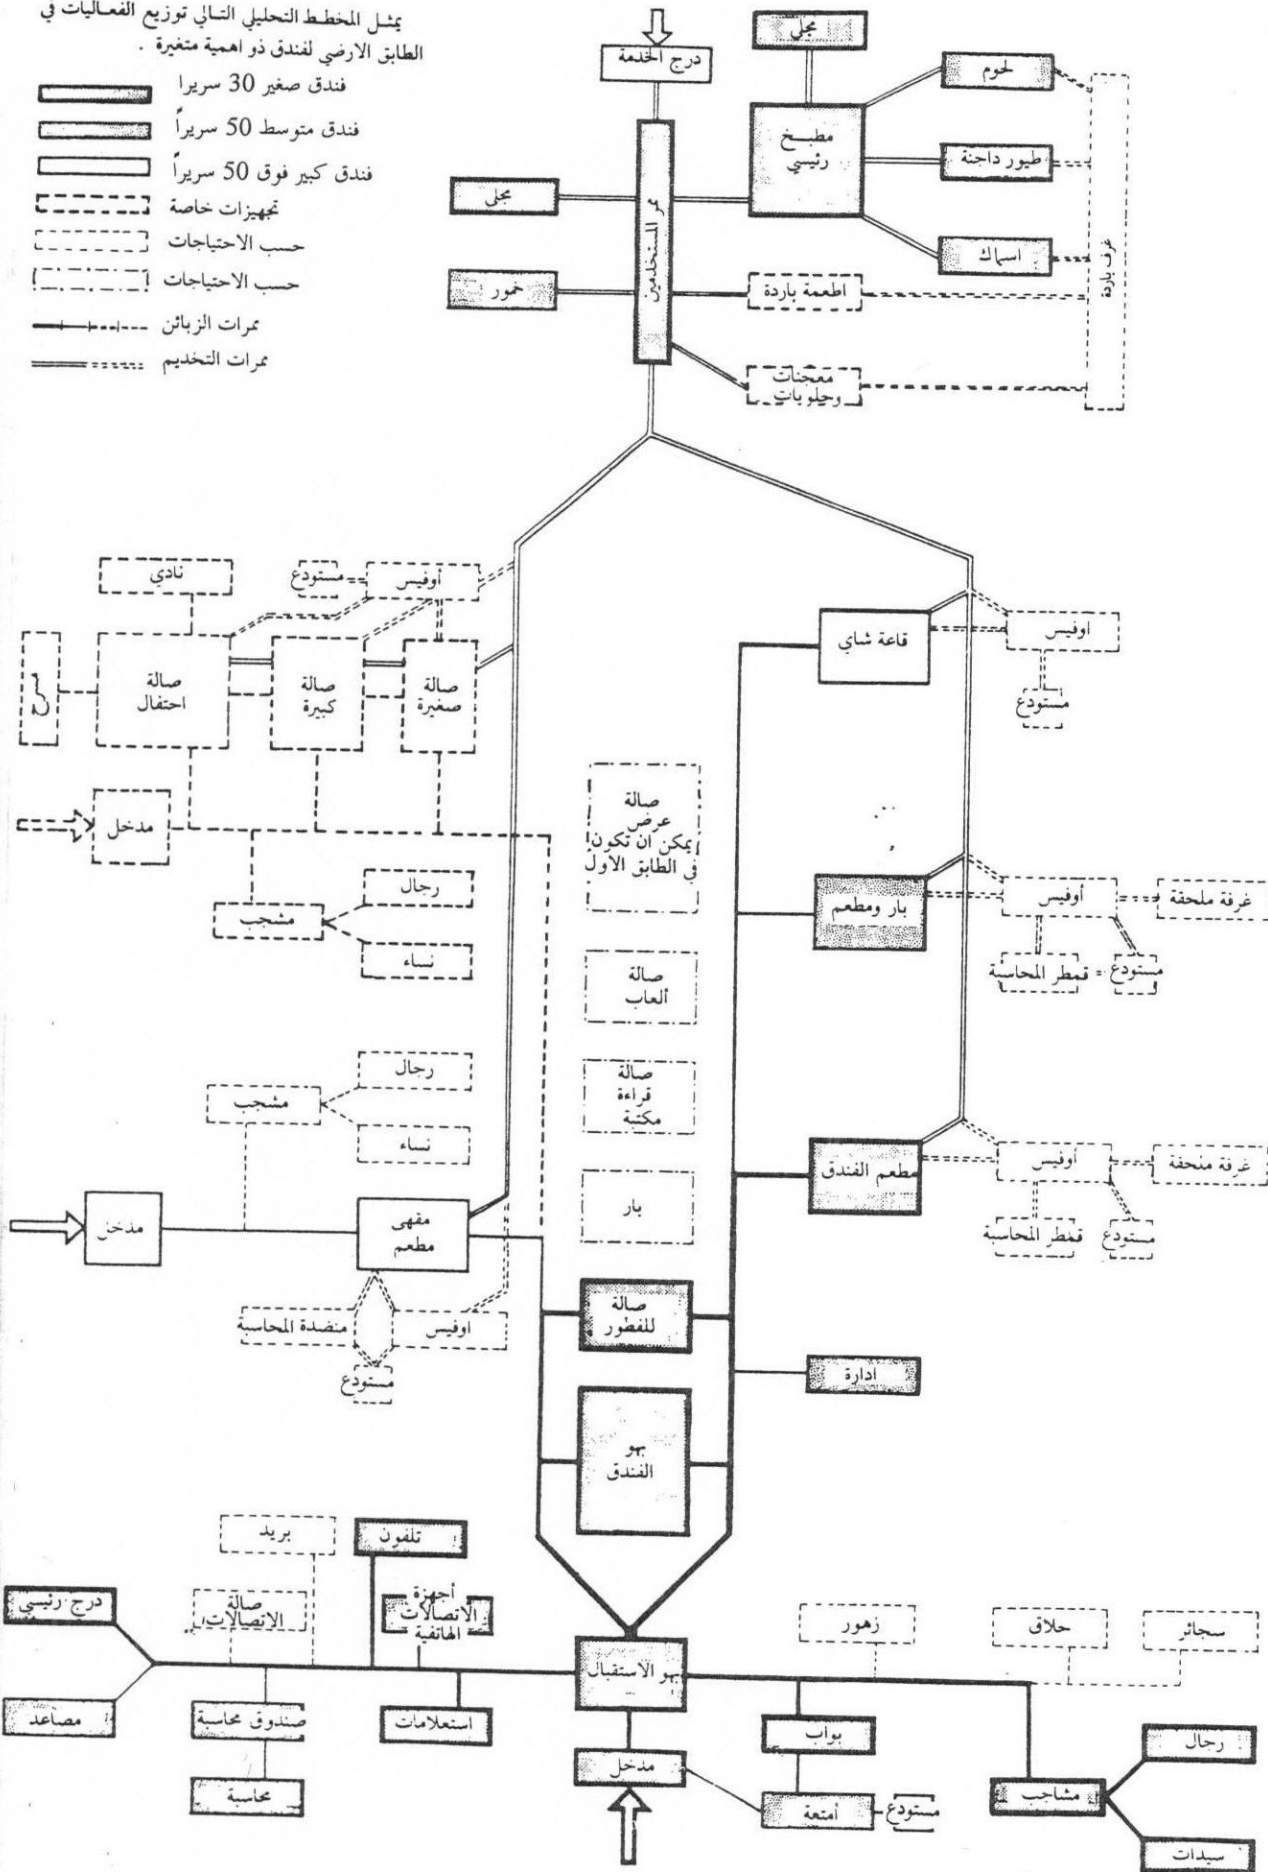 يمثل المخطط التحليلي التالي توزيع الفعاليات في
الطابق الارضي لفندق ذو اهمية متغيرة .
فندق صغير 30 سريرا
فندق متوسط 50 سريراً
فندق كبير فوق 50 سريراً
تجهيزات خاصة
حسب الاحتياجات
حسب الاحتياجات
ممرات الزبائن
ممرات التخديم
درج الخدمة
مجلى
لحوم
مطبخ
رئيسي
طيور داجنة
اسماك
غرف باردة
مجلى
ممر المستخدمين
خمور
اطعمة باردة
معجنات
وحلويات
نادي
مستودع
أوفيس
مسرح
صالة
احتفال
صالة
كبيرة
صالة
صغيرة
قاعة شاي
اوفيس
مستودع
مدخل
صالة
عرض
يمكن ان تكون
في الطابق الاول
رجال
مشجب
نساء
بار ومطعم
أوفيس
غرفة ملحقة
قمطر المحاسبة
مستودع
صالة
ألعاب
صالة
قراءة
مكتبة
رجال
مشجب
نساء
مطعم الفندق
أوفيس
غرفة ملحقة
قمطر المحاسبة
مستودع
بار
مدخل
مقهى
مطعم
منضدة المحاسبة
اوفيس
مستودع
صالة
للفطور
ادارة
بهو
الفندق
بريد
تلفون
درج رئيسي
صالة
الاتصالات
أجهزة
الاتصالات
الهاتفية
زهور
حلاق
سجائر
بهو الاستقبال
مصاعد
صندوق محاسبة
استعلامات
بواب
رجال
محاسبة
مدخل
أمتعة
مستودع
مشاجب
سيدات